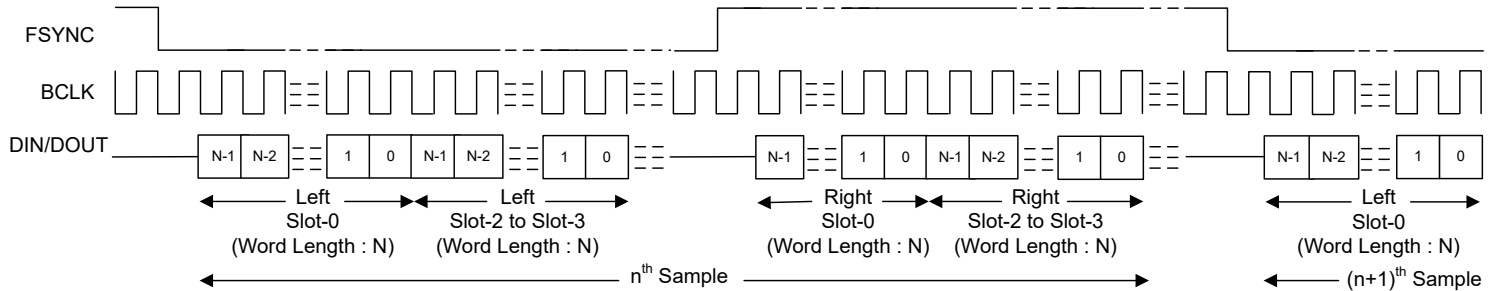 FSYNC
BCLK
DIN/DOUT
N-1 N-2 1 0 N-1 N-2 1 0 N-1 1 0 N-1 N-2 1 0 N-1 N-2 1 0
Left
Slot-0
(Word Length : N)
Left
Slot-2 to Slot-3
(Word Length : N)
Right
Slot-0
(Word Length : N)
Right
Slot-2 to Slot-3
(Word Length : N)
Left
Slot-0
(Word Length : N)
nth Sample
(n+1)th Sample